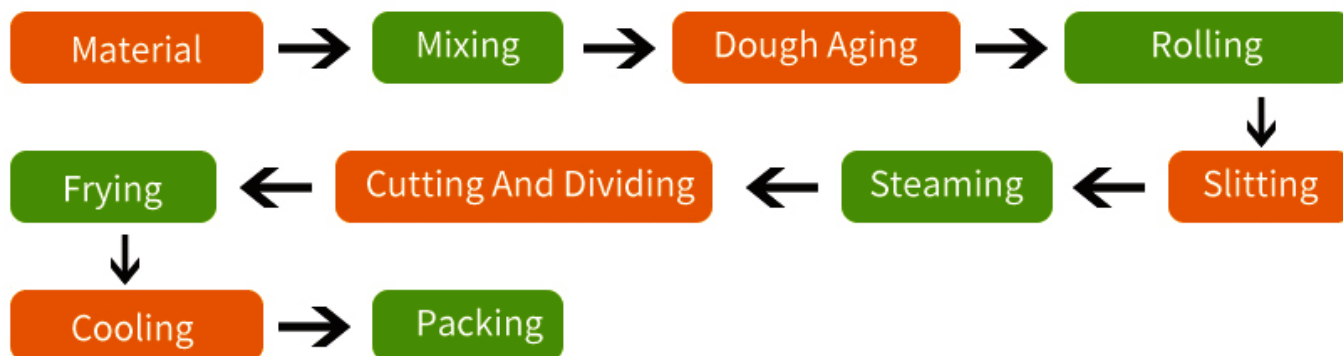 Material
Mixing
Dough Aging
Rolling
Slitting
Steaming
Cutting And Dividing
Frying
Cooling
Packing